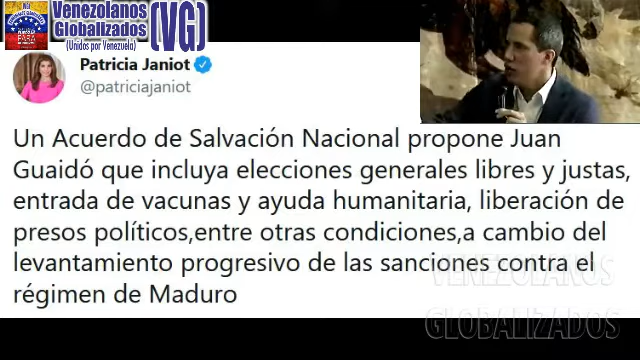 Venezolanos
Globalizados
(Unidos por Venezuela)
(VG)
Patricia Janiot
@patriciajaniot
Un Acuerdo de Salvación Nacional propone Juan
Guaidó que incluya elecciones generales libres y justas,
entrada de vacunas y ayuda humanitaria, liberación de
presos políticos,entre otras condiciones,a cambio del
levantamiento progresivo de las sanciones contra el
régimen de Maduro
VENEZOLANOS
GLOBALIZADOS